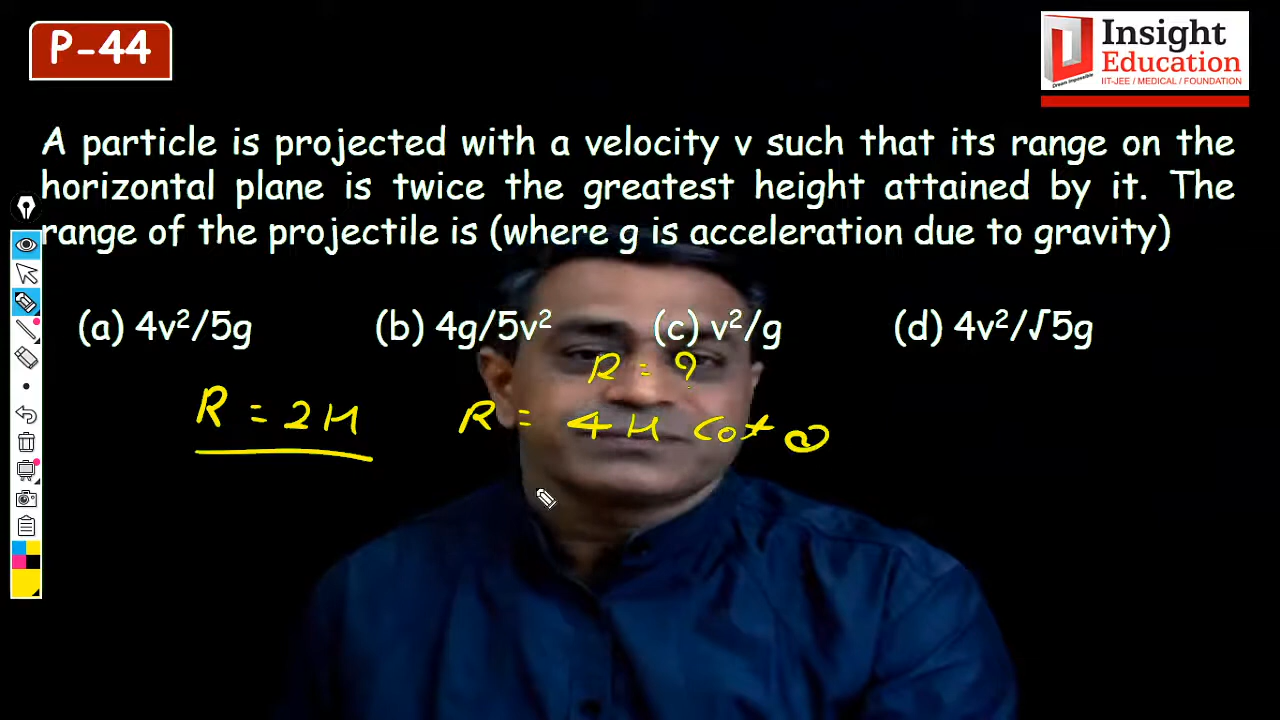 P-44
Insight
Education
IIT-JEE / MEDICAL / FOUNDATION
Dream Impossible
A particle is projected with a velocity v such that its range on the
horizontal plane is twice the greatest height attained by it. The
range of the projectile is (where g is acceleration due to gravity)
(a) 4v²/5g (b) 4g/5v² (c) v²/g (d) 4v²/√5g
R = ?
R = 2H R = 4H Cot θ